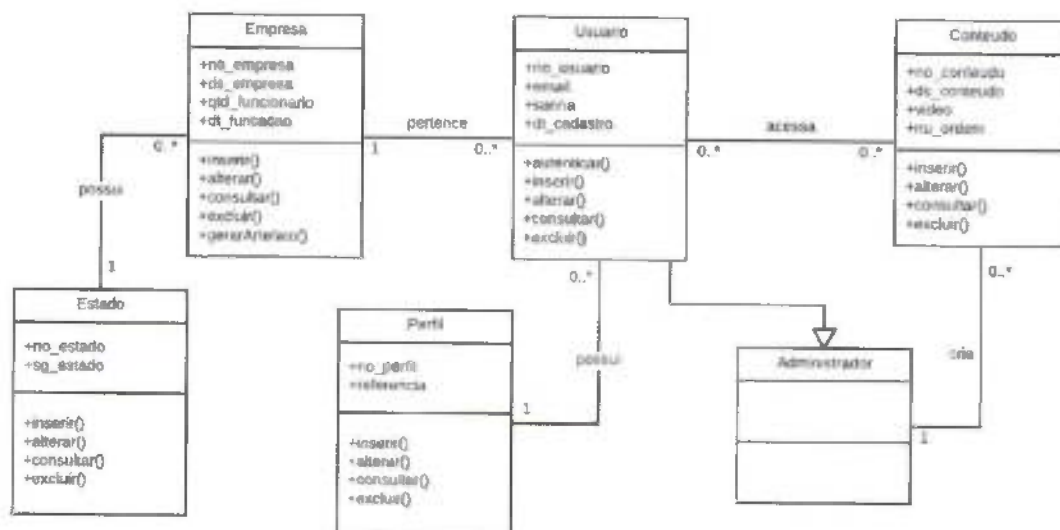 Empresa
+no_empresa
+ds_empresa
+qtd_funcionario
+dt_fundacao
+inserir()
+alterar()
+consultar()
+excluir()
+gerarArtefato()
0..*
1
pertence
0..*
Usuario
+no_usuario
+email
+senha
+dt_cadastro
+autenticar()
+inserir()
+alterar()
+consultar()
+excluir()
0..*
acessa
0..*
Conteudo
+no_conteudo
+ds_conteudo
+video
+nu_ordem
+inserir()
+alterar()
+consultar()
+excluir()
possui
1
Estado
+no_estado
+sg_estado
+inserir()
+alterar()
+consultar()
+excluir()
0..*
possui
1
Perfil
+no_perfil
+referencia
+inserir()
+alterar()
+consultar()
+excluir()
Administrador
0..*
cria
1